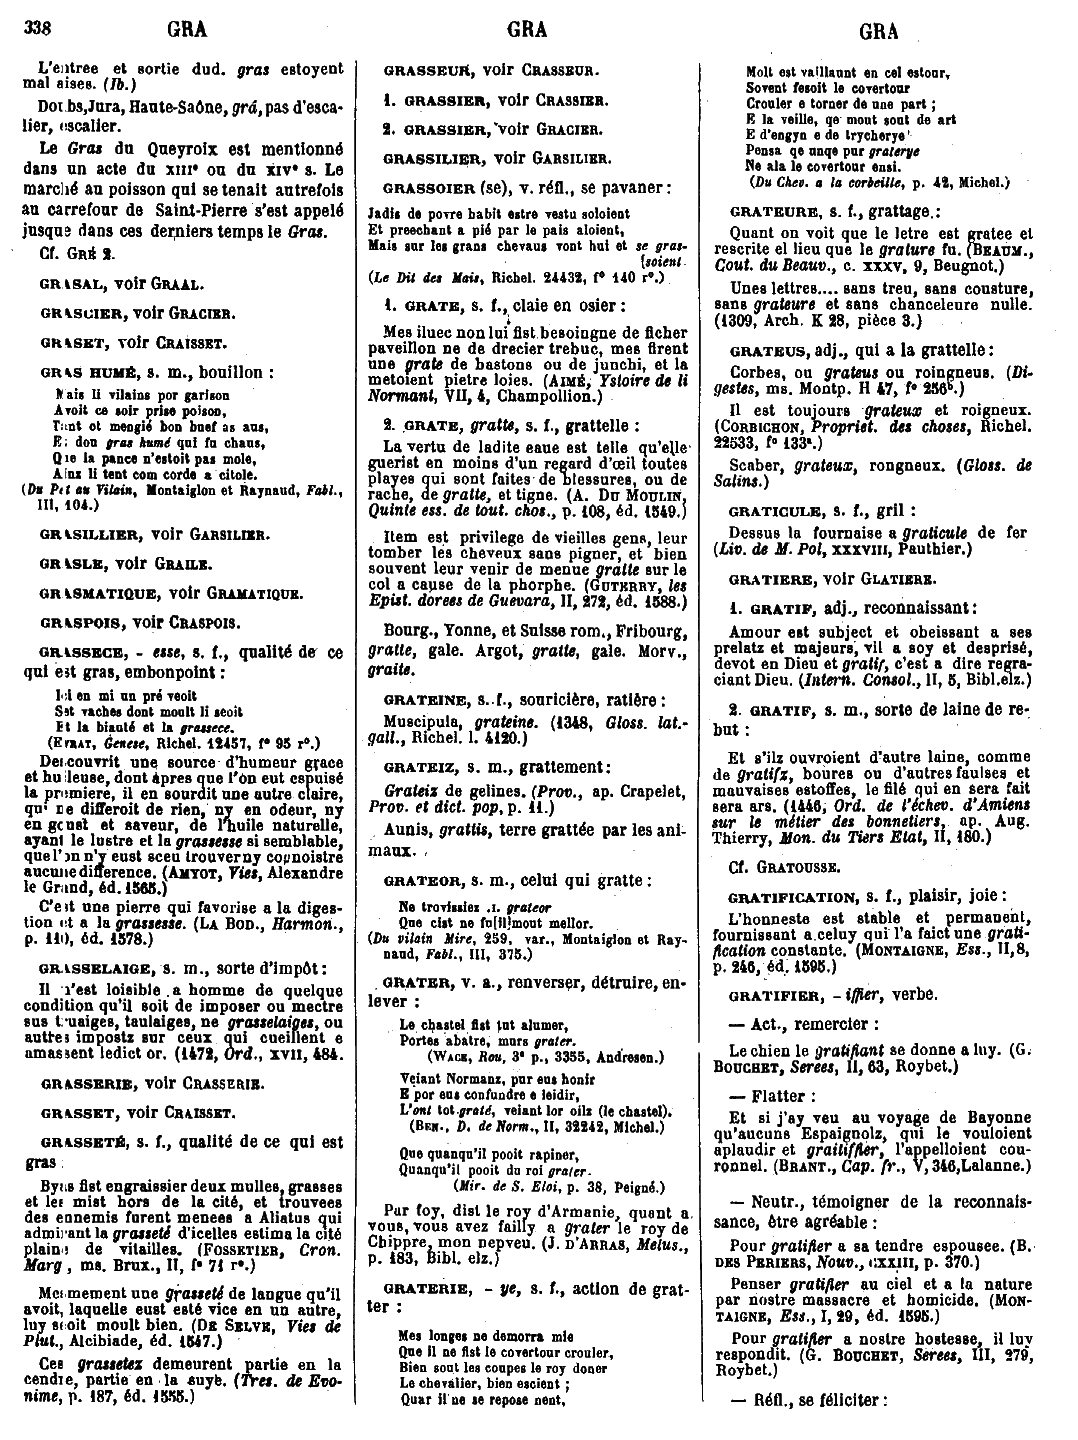 338 GRA GRA GRA
L'entree et sortie dud. gras estoyent
mal aises. (Ib.)
Doubs, Jura, Haute-Saône, grá, pas d'esca-
lier, escalier.
Le Gras du Queyroix est mentionné
dans un acte du XIIIe ou du XIVe s. Le
marché au poisson qui se tenait autrefois
au carrefour de Saint-Pierre s'est appelé
jusque dans ces derniers temps le Gras.
Cf. GRÉ 2.
GRASAL, voir GRAAL.
GRASCIER, voir GRACIER.
GRASET, voir CRAISSET.
GRAS HUMÉ, s. m., bouillon :
Mais li vilains por garison
Avoit ce soir prise poison,
Tant ot mengié bon buef as aus,
Et don gras humé qui fu chaus,
Que la pance n'estoit pas mole,
Ainz li tent com corde a citole.
(Du Pet au Vilain, Montaiglon et Raynaud, Fabl.,
III, 104.)
GRASILLIER, voir GARSILIER.
GRASLE, voir GRAILE.
GRASMATIQUE, voir GRAMATIQUE.
GRASPOIS, voir CRASPOIS.
GRASSECE, - esse, s. f., qualité de ce
qui est gras, embonpoint :
Ici en mi un pré veoit
Set vaches dont moult li seoit
Et la biauté et la grassece.
(EVRAT, Genese, Richel. 12457, f° 95 r°.)
Descouvrit une source d'humeur grace
et huileuse, dont apres que l'on eut espuisé
la premiere, il en sourdit une autre claire,
qui ne differoit de rien, ny en odeur, ny
en goust et saveur, de l'huile naturelle,
ayant le lustre et la grassesse si semblable,
que l'on n'y eust sceu trouver ny cognoistre
aucune difference. (AMYOT, Vies, Alexandre
le Grand, éd. 1565.)
C'est une pierre qui favorise a la diges-
tion et a la grassesse. (LA BOD., Harmon.,
p. 110, éd. 1578.)
GRASSELAIGE, s. m., sorte d'impôt :
Il n'est loisible a homme de quelque
condition qu'il soit de imposer ou mectre
sus truaiges, taulaiges, ne grasselaiges, ou
autres impostz sur ceux qui cueillent e
amassent ledict or. (1472, Ord., XVII, 484.
GRASSERIE, voir CRASSERIE.
GRASSET, voir CRAISSET.
GRASSETÉ, s. f., qualité de ce qui est
gras :
Byas fist engraissier deux mulles grasses
et les mist hors de la cité, et trouvees
des ennemis furent menees a Aliatus qui
admirant la grasseté d'icelles estima la cité
plaine de vitailles. (FOSSETIER, Cron.
Marg., ms. Brux., II, f° 71 r°.)
Mesmement une grasseté de langue qu'il
avoit, laquelle eust esté vice en un autre,
luy seoit moult bien. (DE SELVE, Vies de
Plut., Alcibiade, éd. 1547.)
Ces grassetez demeurent partie en la
cendre, partie en la suye. (Tres. de Evo-
nime, p. 187, éd. 1555.)
GRASSEUR, voir CRASSEUR.
1. GRASSIER, voir CRASSIER.
2. GRASSIER, voir GRACIER.
GRASSILIER, voir GARSILIER.
GRASSOIER (se), v. réfl., se pavaner :
Jadis de povre habit estre vestu soloient
Et preechant a pié par le pais aloient,
Mais sur les grans chevaus vont hui et se gras-
[soient.
(Le Dit des Mais, Richel. 24432, f° 140 r°.)
1. GRATE, s. f., claie en osier :
Mes iluec non lui fist besoingne de ficher
paveillon ne de drecier trebuc, mes firent
une grate de bastons ou de junchi, et la
metoient pietre loies. (AIMÉ, Ystoire de li
Normant, VII, 4, Champollion.)
2. GRATE, gratte, s. f., grattelle :
La vertu de ladite eaue est telle qu'elle
guerist en moins d'un regard d'œil toutes
playes qui sont faites de blessures, ou de
rache, de gratte, et tigne. (A. DU MOULIN,
Quinte ess. de tout. chos., p. 108, éd. 1549.)
Item est privilege de vieilles gens, leur
tomber les cheveux sans pigner, et bien
souvent leur venir de menue gratte sur le
col a cause de la phorphe. (GUTERRY, les
Epist. dorees de Guevara, II, 272, éd. 1588.)
Bourg., Yonne, et Suisse rom., Fribourg,
gratte, gale. Argot, gratte, gale. Morv.,
graite.
GRATEINE, s. f., souricière, ratière :
Muscipula, grateine. (1348, Gloss. lat.-
gall., Richel. l. 4120.)
GRATEIZ, s. m., grattement :
Grateiz de gelines. (Prov., ap. Crapelet,
Prov. et dict. pop, p. 11.)
Aunis, grattis, terre grattée par les ani-
maux.
GRATEOR, s. m., celui qui gratte :
Ne trovissiez .I. grateor
Que cist ne fu[il]mout mellor.
(Du vilain Mire, 259, var., Montaiglon et Ray-
naud, Fabl., III, 375.)
GRATER, v. a., renverser, détruire, en-
lever :
Le chastel fist tut alumer,
Portes abatre, murs grater.
(WACE, Rou, 3e p., 3355, Andresen.)
Veiant Normanz, pur eus honir
E por eus confundre e leidir,
L'ont tot graté, veiant lor oilz (le chastel).
(BEN., D. de Norm., II, 32242, Michel.)
Que quanqu'il pooit rapiner,
Quanqu'il pooit du roi grater.
(Mir. de S. Eloi, p. 38, Peigné.)
Par foy, dist le roy d'Armanie, quant a
vous, vous avez failly a grater le roy de
Chippre, mon nepveu. (J. D'ARRAS, Melus.,
p. 183, Bibl. elz.)
GRATERIE, - ye, s. f., action de grat-
ter :
Mes longes ne demorra mie
Que il ne fist le covertour crouler,
Bien sout les coupes le roy doner
Le chevalier, bien escient ;
Quar il ne se repose nent,
Molt est vaillaunt en cel estour,
Sovent fesoit le covertour
Crouler e torner de une part ;
E la veille, qe mout sout de art
E d'engyn e de trycherye
Pensa qe unqe pur graterye
Ne ala le covertour ensi.
(Du Chev. a la corbeille, p. 42, Michel.)
GRATEURE, s. f., grattage :
Quant on voit que le letre est gratee et
rescrite el lieu que le grature fu. (BEAUM.,
Cout. du Beauv., c. XXXV, 9, Beugnot.)
Unes lettres.... sans treu, sans cousture,
sans grateure et sans chanceleure nulle.
(1309, Arch. K 28, pièce 3.)
GRATEUS, adj., qui a la grattelle :
Corbes, ou grateus ou roingneus. (Di-
gestes, ms. Montp. H 47, f° 256b.)
Il est toujours grateux et roigneux.
(CORBICHON, Propriet. des choses, Richel.
22533, f° 133a.)
Scaber, grateux, rongneux. (Gloss. de
Salins.)
GRATICULE, s. f., gril :
Dessus la fournaise a graticule de fer
(Liv. de M. Pol, XXXVIII, Pauthier.)
GRATIERE, voir GLATIERE.
1. GRATIF, adj., reconnaissant :
Amour est subject et obeissant a ses
prelatz et majeurs, vil a soy et desprisé,
devot en Dieu et gratif, c'est a dire regra-
ciant Dieu. (Intern. Consol., II, 5, Bibl. elz.)
2. GRATIF, s. m., sorte de laine de re-
but :
Et s'ilz ouvroient d'autre laine, comme
de gratifz, boures ou d'autres faulses et
mauvaises estoffes, le filé qui en sera fait
sera ars. (1446, Ord. de l'échev. d'Amiens
sur le métier des bonnetiers, ap. Aug.
Thierry, Mon. du Tiers Etat, II, 180.)
Cf. GRATOUSSE.
GRATIFICATION, s. f., plaisir, joie :
L'honneste est stable et permanent,
fournissant a celuy qui l'a faict une grati-
fication constante. (MONTAIGNE, Ess., II, 8,
p. 246, éd. 1595.)
GRATIFIER, - iffier, verbe.
— Act., remercier :
Le chien le gratifiant se donne a luy. (G.
BOUCHET, Serees, II, 63, Roybet.)
— Flatter :
Et si j'ay veu au voyage de Bayonne
qu'aucuns Espaignolz, qui le vouloient
aplaudir et gratiffier, l'appelloient cou-
ronnel. (BRANT., Cap. fr., V, 346, Lalanne.)
— Neutr., témoigner de la reconnais-
sance, être agréable :
Pour gratifier a sa tendre espousee. (B.
DES PERIERS, Nouv., CXXIII, p. 370.)
Penser gratifier au ciel et a la nature
par nostre massacre et homicide. (MON-
TAIGNE, Ess., I, 29, éd. 1595.)
Pour gratifier a nostre hostesse, il luy
respondit. (G. BOUCHET, Serees, III, 279,
Roybet.)
— Réfl., se féliciter :